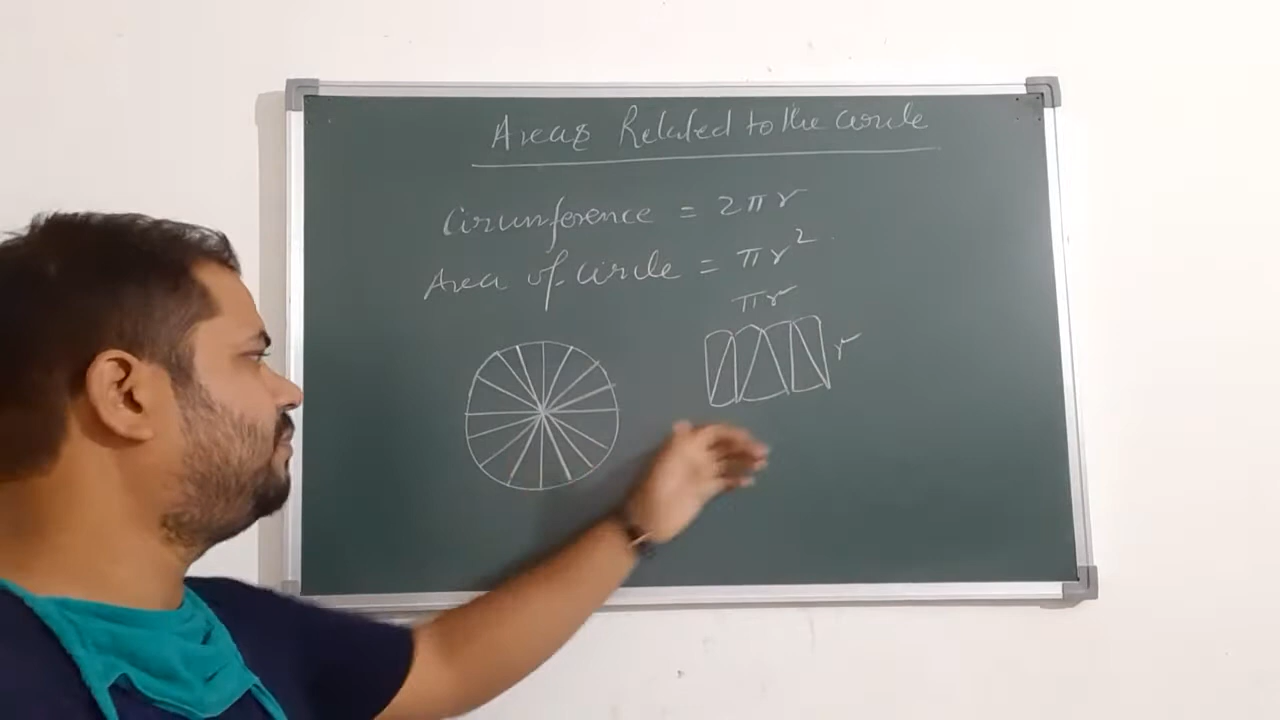 Areas Related to the circle
Circumference = 2πr
Area of circle = πr²
πr
r